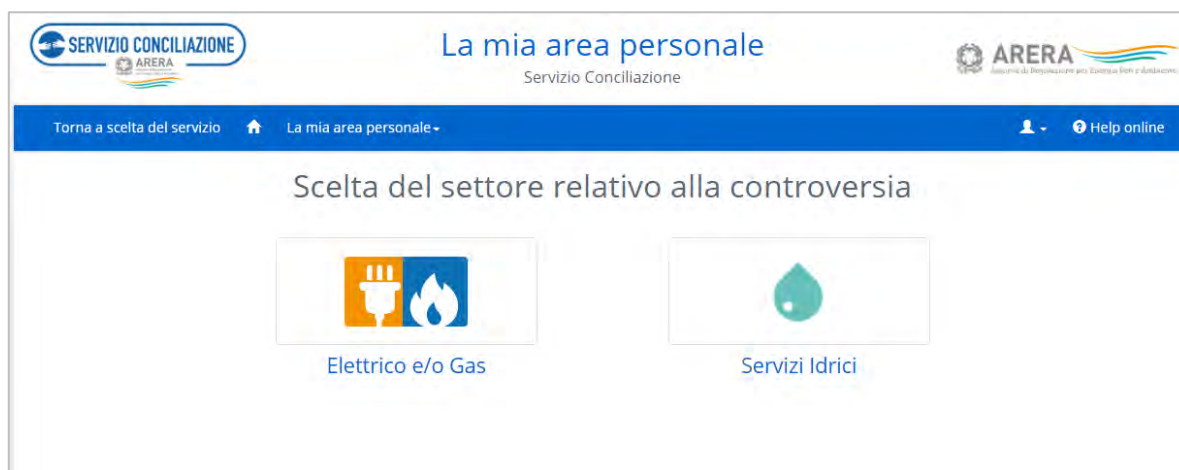 SERVIZIO CONCILIAZIONE
ARERA
La mia area personale
Servizio Conciliazione
ARERA
Torna a scelta del servizio
La mia area personale
Help online
Scelta del settore relativo alla controversia
Elettrico e/o Gas
Servizi Idrici